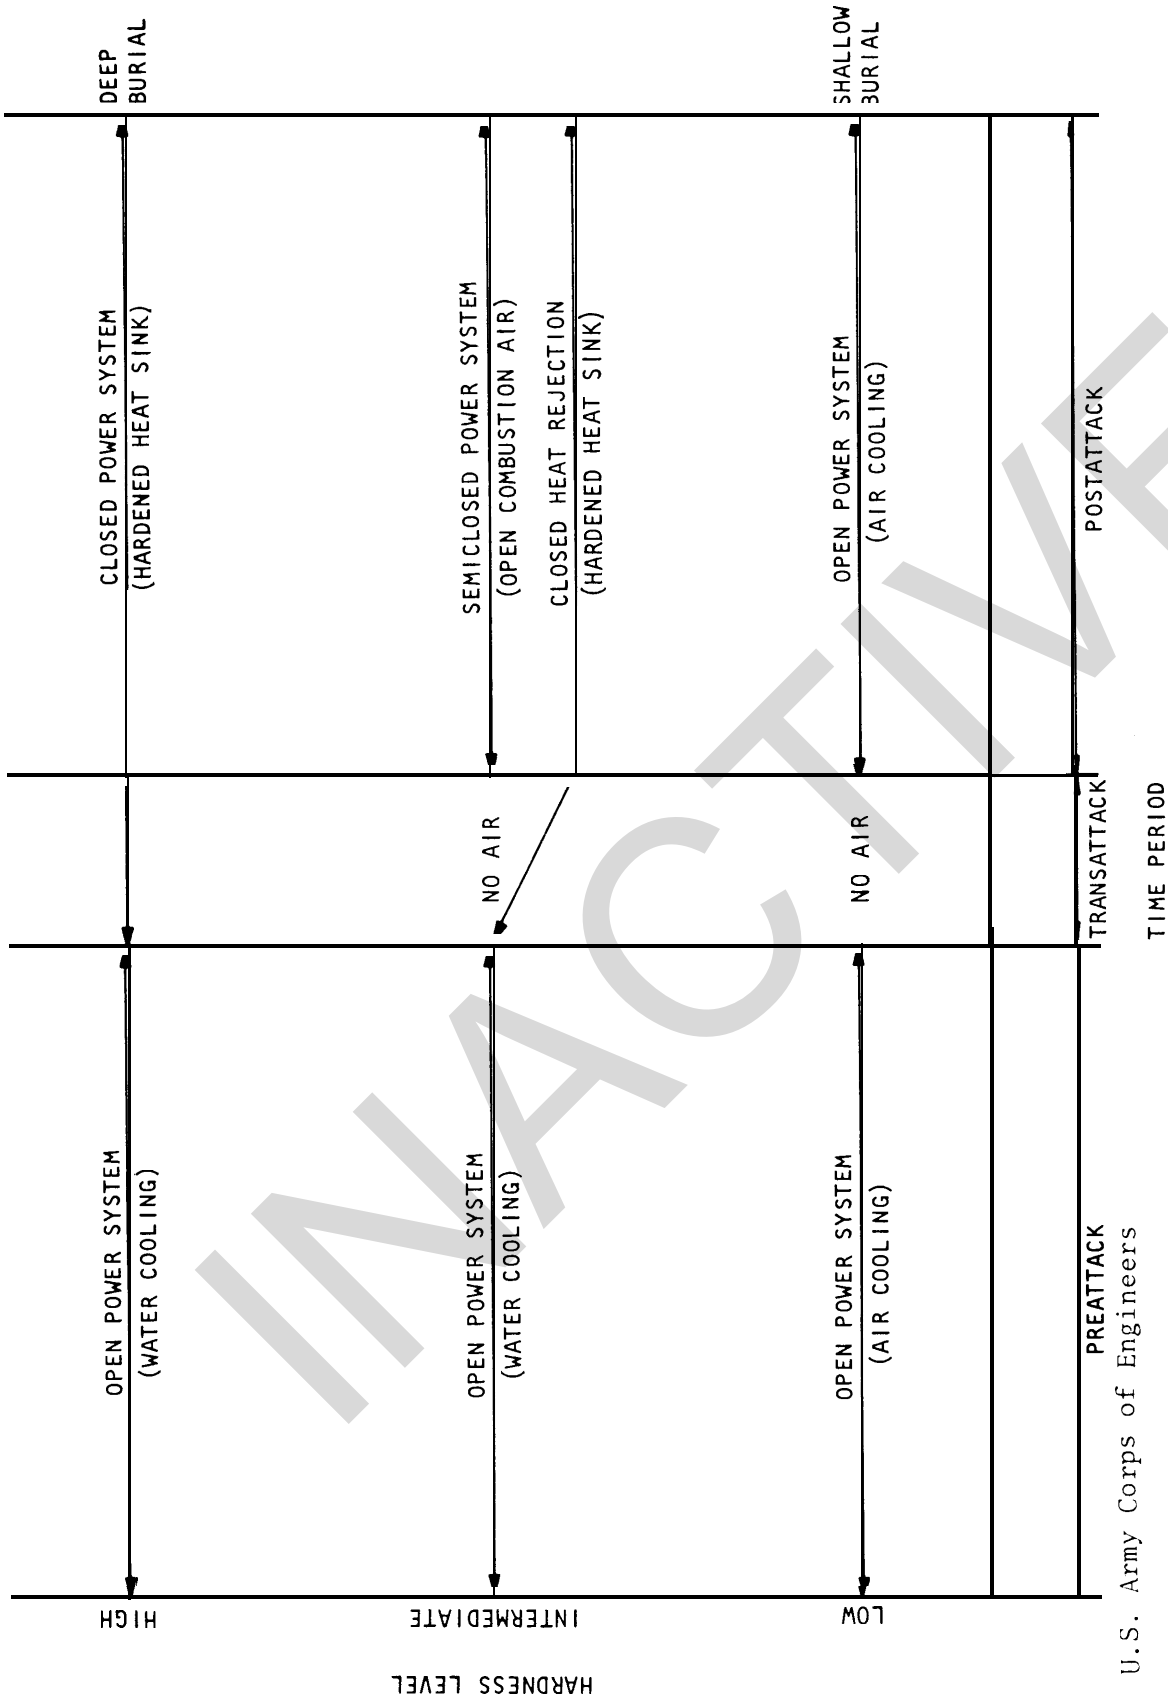 DEEP
BURIAL
SHALLOW
BURIAL
CLOSED POWER SYSTEM
(HARDENED HEAT SINK)
SEMICLOSED POWER SYSTEM
(OPEN COMBUSTION AIR)
CLOSED HEAT REJECTION
(HARDENED HEAT SINK)
OPEN POWER SYSTEM
(AIR COOLING)
POSTATTACK
NO AIR
NO AIR
TRANSATTACK
TIME PERIOD
OPEN POWER SYSTEM
(WATER COOLING)
OPEN POWER SYSTEM
(WATER COOLING)
OPEN POWER SYSTEM
(AIR COOLING)
PREATTACK
HIGH
INTERMEDIATE
LOW
HARDNESS LEVEL
U.S. Army Corps of Engineers
INACTIVE